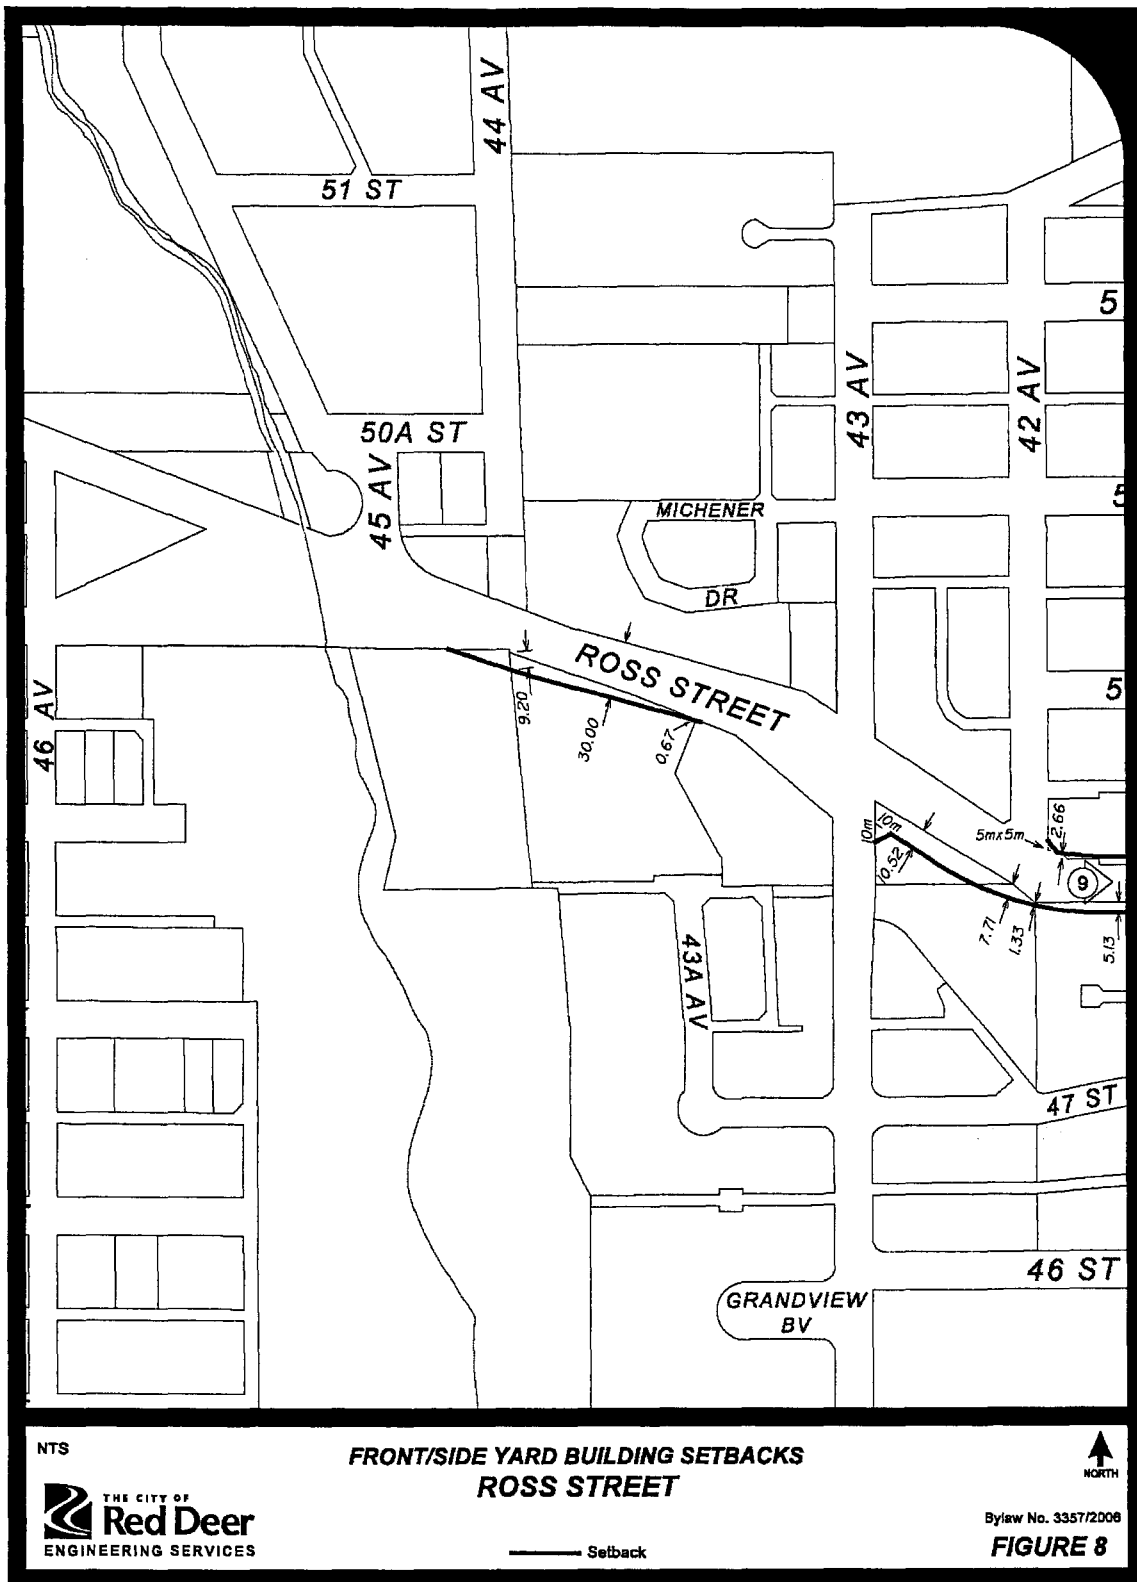 44 AV
51 ST
5
43 AV
42 AV
50A ST
45 AV
5
MICHENER
DR
ROSS STREET
5
46 AV
9.20
30.00
0.67
10m
10m
10.52
5mx5m
2.66
9
7.71
1.33
5.13
43A AV
47 ST
46 ST
GRANDVIEW
BV
NTS
FRONT/SIDE YARD BUILDING SETBACKS
ROSS STREET
NORTH
THE CITY OF
Red Deer
ENGINEERING SERVICES
Setback
Bylaw No. 3357/2006
FIGURE 8